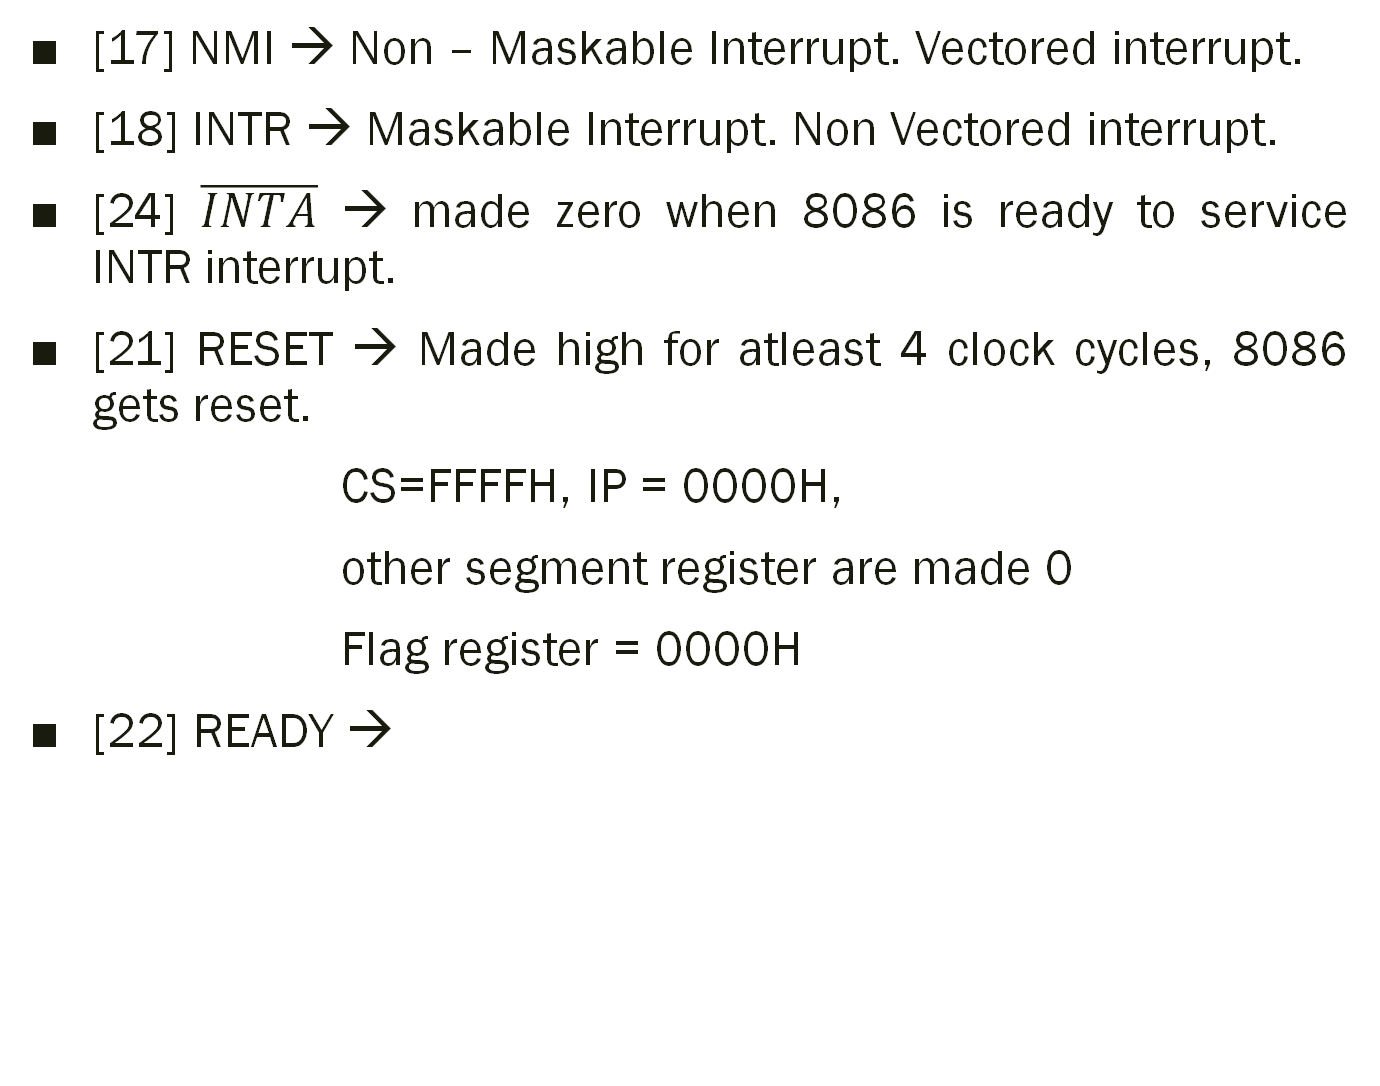 ▪ [17] NMI → Non – Maskable Interrupt. Vectored interrupt.
▪ [18] INTR → Maskable Interrupt. Non Vectored interrupt.
▪ [24] $\overline{INTA}$ → made zero when 8086 is ready to service
INTR interrupt.
▪ [21] RESET → Made high for atleast 4 clock cycles, 8086
gets reset.
CS=FFFFH, IP = 0000H,
other segment register are made 0
Flag register = 0000H
▪ [22] READY →